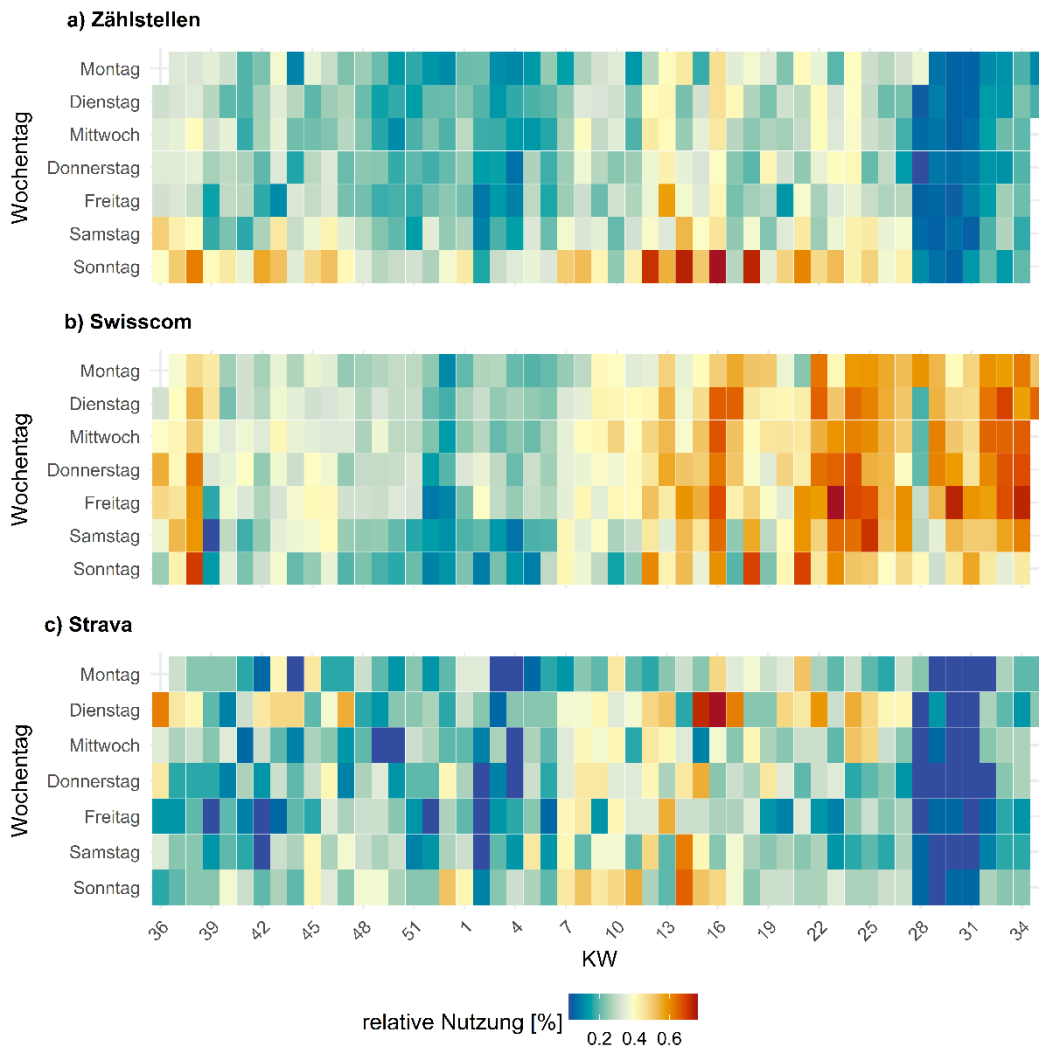 a) Zählstellen
Wochentag
Montag
Dienstag
Mittwoch
Donnerstag
Freitag
Samstag
Sonntag
b) Swisscom
Wochentag
Montag
Dienstag
Mittwoch
Donnerstag
Freitag
Samstag
Sonntag
c) Strava
Wochentag
Montag
Dienstag
Mittwoch
Donnerstag
Freitag
Samstag
Sonntag
36 39 42 45 48 51 1 4 7 10 13 16 19 22 25 28 31 34
KW
relative Nutzung [%]
0.2 0.4 0.6